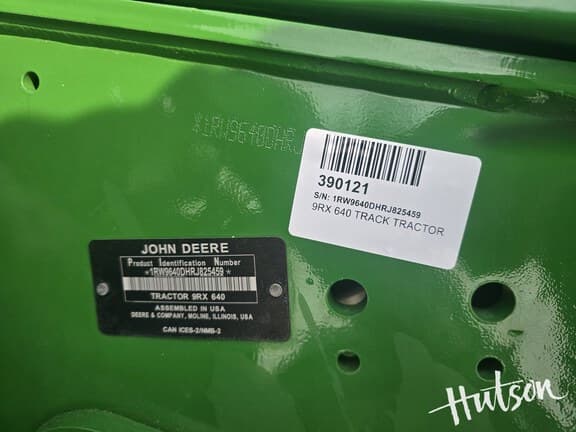 *1RW9640DHRJ
390121
S/N: 1RW9640DHRJ825459
9RX 640 TRACK TRACTOR
JOHN DEERE
Product Identification Number
*1RW9640DHRJ825459*
TRACTOR 9RX 640
ASSEMBLED IN USA
DEERE & COMPANY, MOLINE, ILLINOIS, USA
CAN ICES-2/NMB-2
Hutson